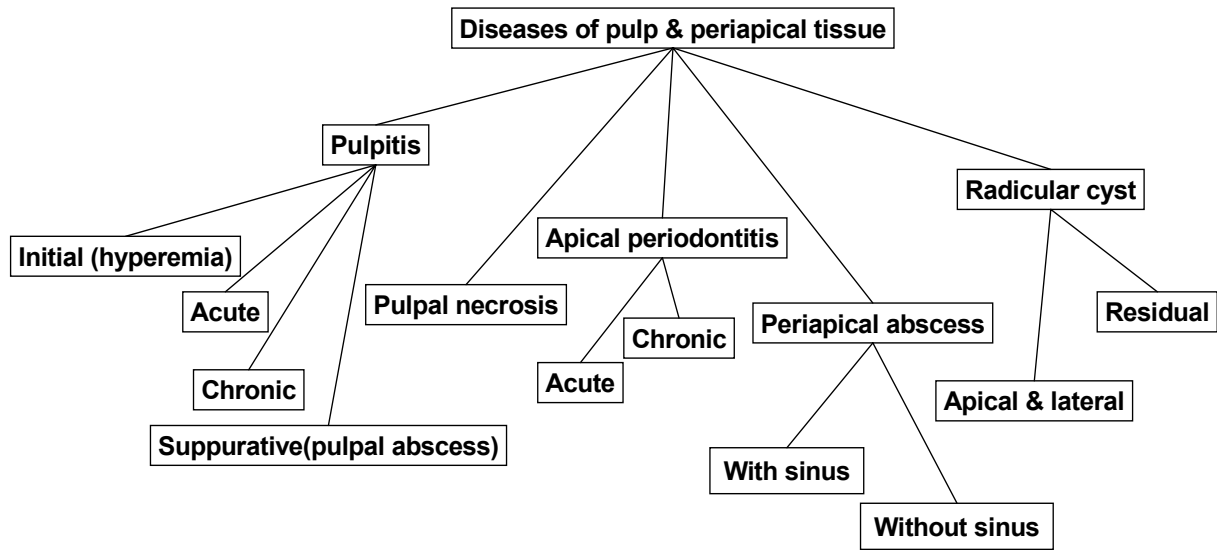 Diseases of pulp & periapical tissue
Pulpitis
Initial (hyperemia)
Acute
Chronic
Suppurative(pulpal abscess)
Pulpal necrosis
Apical periodontitis
Acute
Chronic
Periapical abscess
With sinus
Without sinus
Radicular cyst
Apical & lateral
Residual